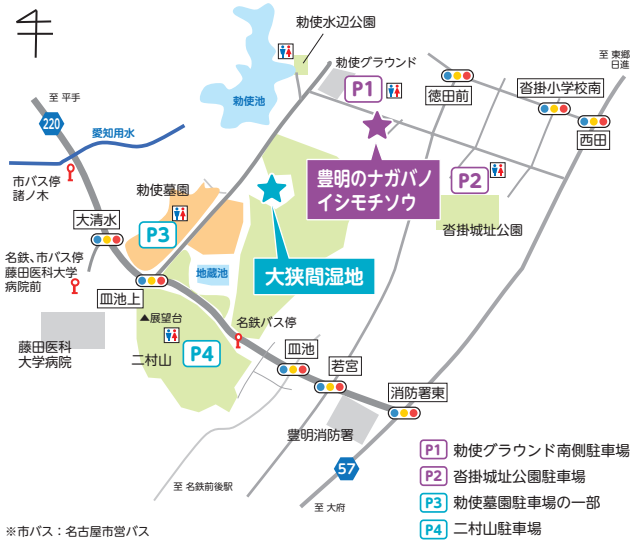 勅使水辺公園
至 東郷
日進
勅使グラウンド
P1
徳田前
沓掛小学校南
西田
至 平手
220
愛知用水
勅使池
市バス停
諸ノ木
豊明のナガバノ
イシモチソウ
P2
沓掛城址公園
勅使墓園
P3
大清水
名鉄、市バス停
藤田医科大学
病院前
地蔵池
大狭間湿地
皿池上
▲展望台
名鉄バス停
藤田医科
大学病院
二村山
P4
皿池
若宮
消防署東
豊明消防署
57
至 名鉄前後駅
至 大府
P1 勅使グラウンド南側駐車場
P2 沓掛城址公園駐車場
P3 勅使墓園駐車場の一部
P4 二村山駐車場
※市バス：名古屋市営バス